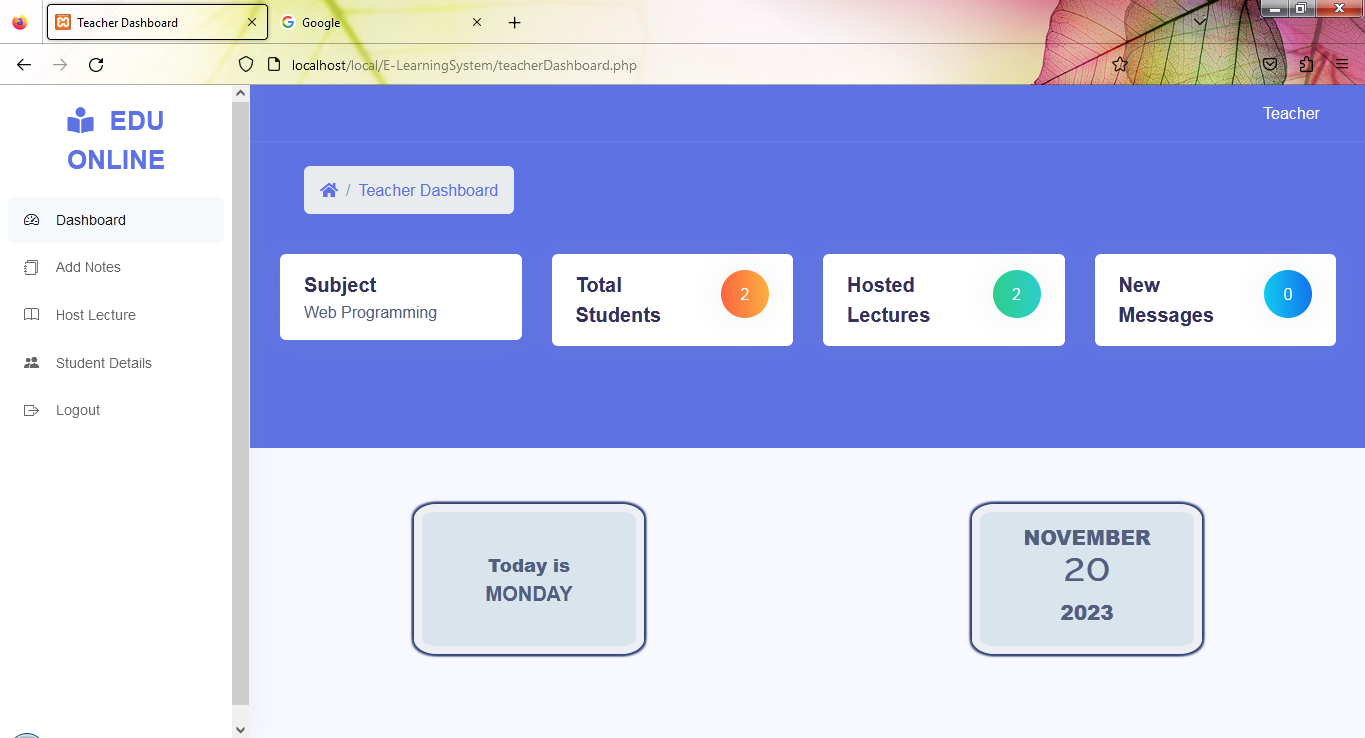 Teacher Dashboard
Google
localhost/local/E-LearningSystem/teacherDashboard.php
EDU
ONLINE
Dashboard
Add Notes
Host Lecture
Student Details
Logout
Teacher
/ Teacher Dashboard
Subject
Web Programming
Total
Students
2
Hosted
Lectures
2
New
Messages
0
Today is
MONDAY
NOVEMBER
20
2023